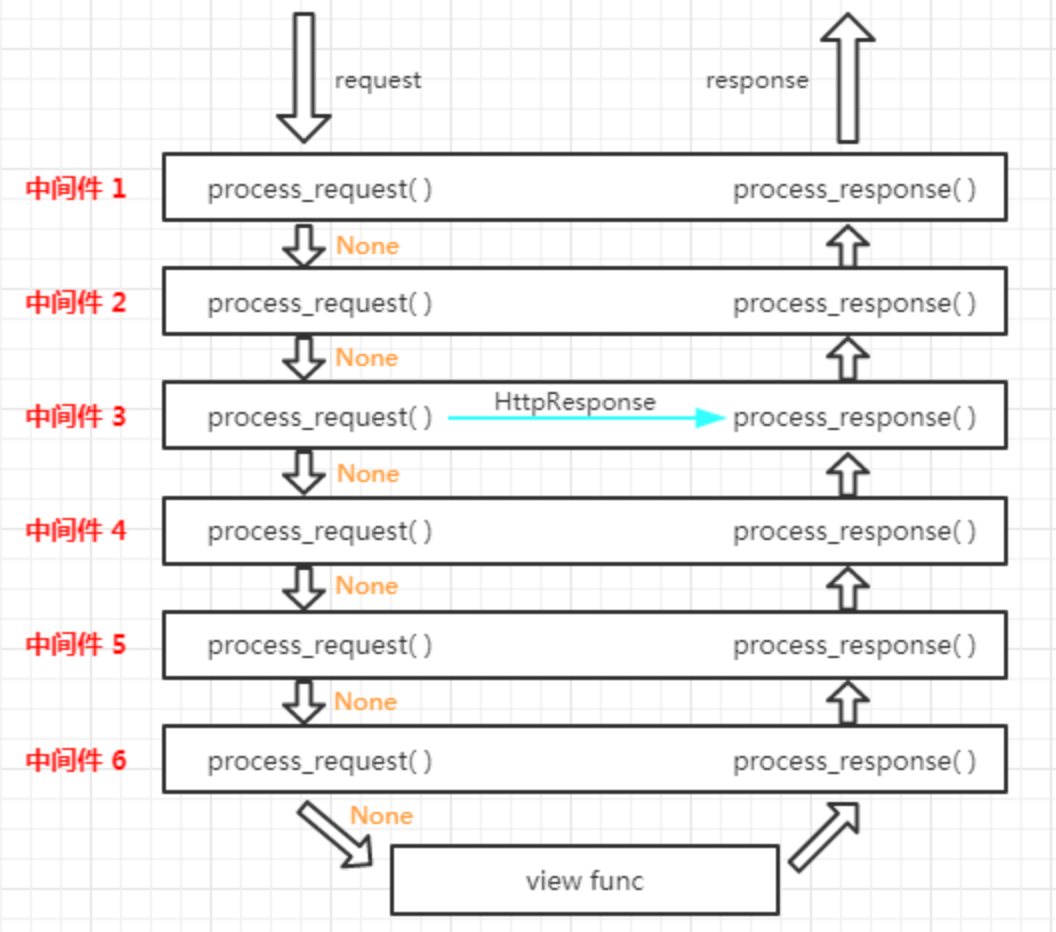 request
response
中间件 1
process_request( )
process_response( )
None
中间件 2
process_request( )
process_response( )
None
中间件 3
process_request( )
HttpResponse
process_response( )
None
中间件 4
process_request( )
process_response( )
None
中间件 5
process_request( )
process_response( )
None
中间件 6
process_request( )
process_response( )
None
view func